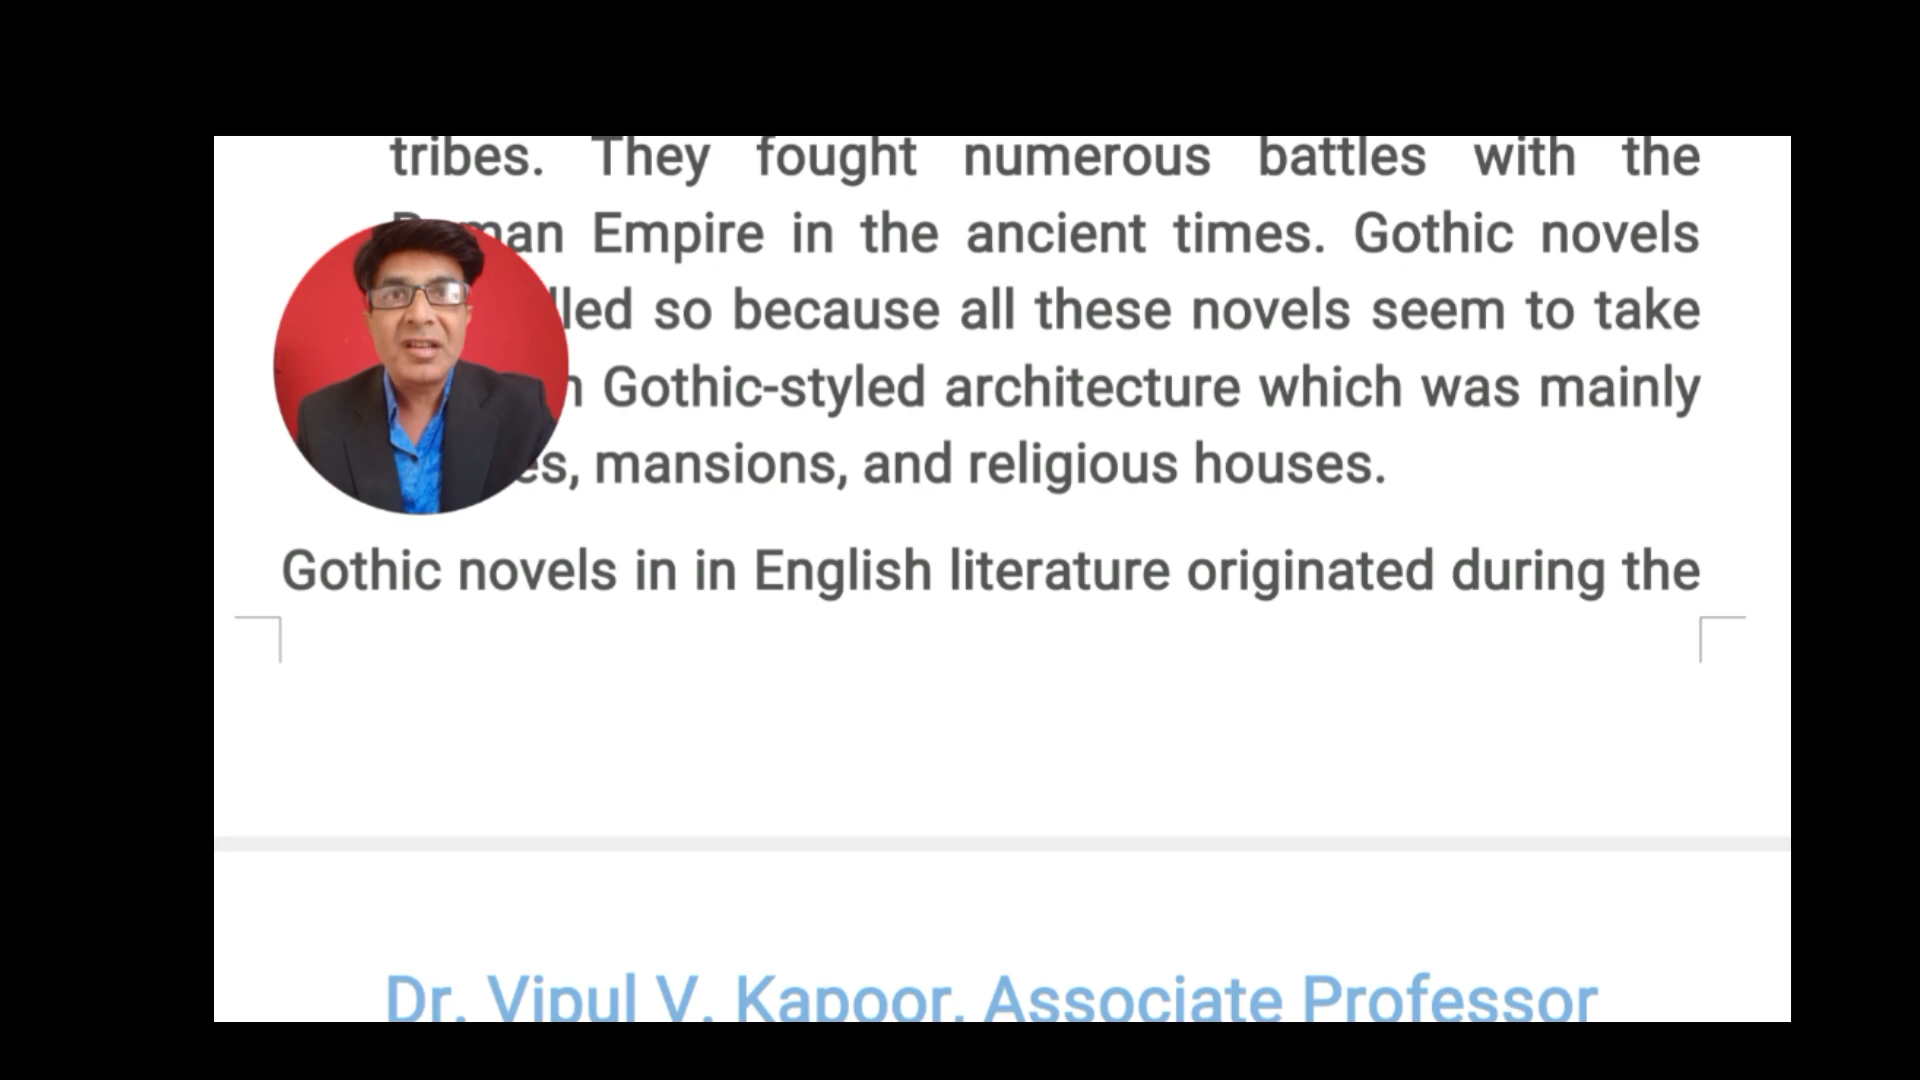 tribes. They fought numerous battles with the
Empire in the ancient times. Gothic novels
so because all these novels seem to take
Gothic-styled architecture which was mainly
mansions, and religious houses.
Gothic novels in in English literature originated during the
Dr. Vipul V. Kapoor, Associate Professor